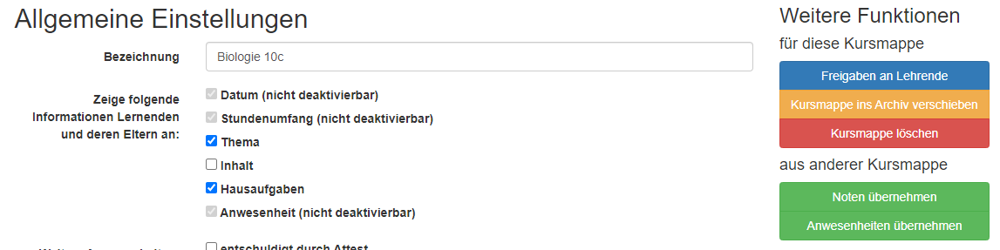 Allgemeine Einstellungen
Bezeichnung
Biologie 10c
Zeige folgende
Informationen Lernenden
und deren Eltern an:
Datum (nicht deaktivierbar)
Stundenumfang (nicht deaktivierbar)
Thema
Inhalt
Hausaufgaben
Anwesenheit (nicht deaktivierbar)
entschuldigt durch Attest
Weitere Funktionen
für diese Kursmappe
Freigaben an Lehrende
Kursmappe ins Archiv verschieben
Kursmappe löschen
aus anderer Kursmappe
Noten übernehmen
Anwesenheiten übernehmen